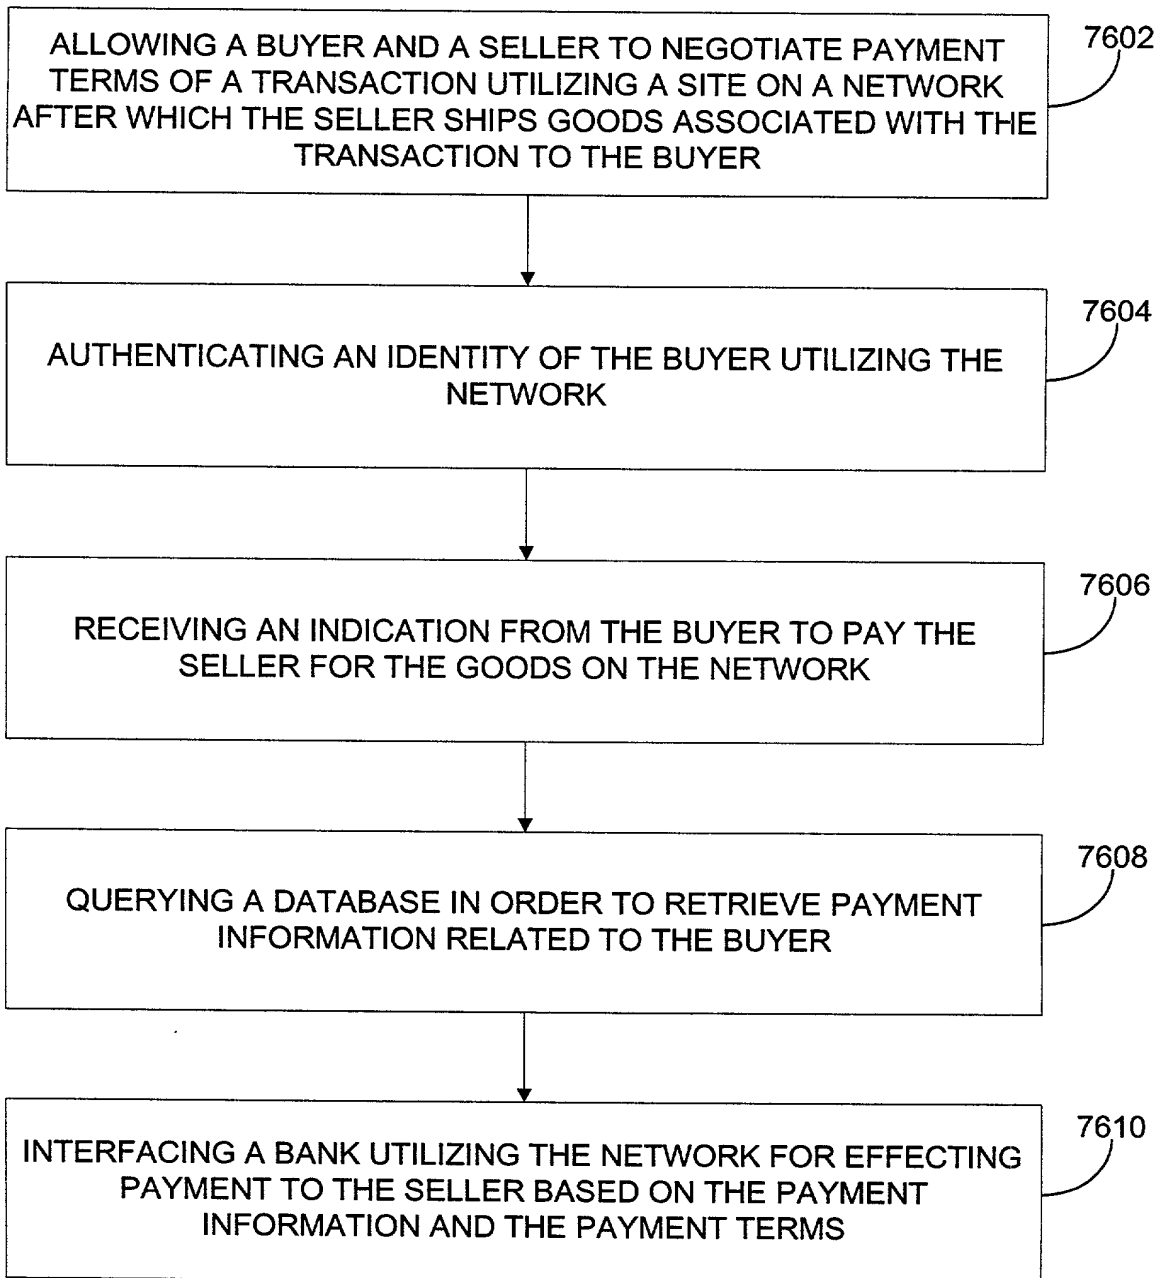 ALLOWING A BUYER AND A SELLER TO NEGOTIATE PAYMENT
TERMS OF A TRANSACTION UTILIZING A SITE ON A NETWORK
AFTER WHICH THE SELLER SHIPS GOODS ASSOCIATED WITH THE
TRANSACTION TO THE BUYER
7602
AUTHENTICATING AN IDENTITY OF THE BUYER UTILIZING THE
NETWORK
7604
RECEIVING AN INDICATION FROM THE BUYER TO PAY THE
SELLER FOR THE GOODS ON THE NETWORK
7606
QUERYING A DATABASE IN ORDER TO RETRIEVE PAYMENT
INFORMATION RELATED TO THE BUYER
7608
INTERFACING A BANK UTILIZING THE NETWORK FOR EFFECTING
PAYMENT TO THE SELLER BASED ON THE PAYMENT
INFORMATION AND THE PAYMENT TERMS
7610